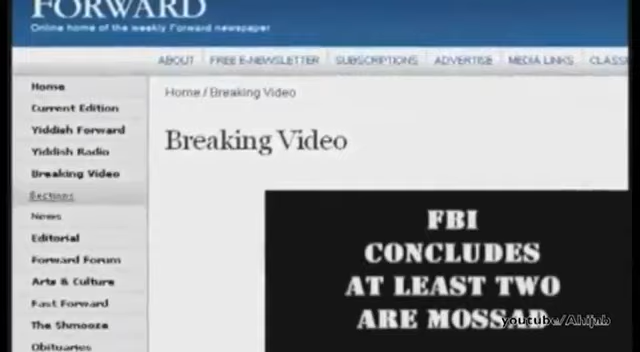 FORWARD
Online home of the weekly Forward newspaper
ABOUT FREE E-NEWSLETTER SUBSCRIPTIONS ADVERTISE MEDIA LINKS CLASS
Home
Current Edition
Yiddish Forward
Yiddish Radio
Breaking Video
Sections
News
Editorial
Forward Forum
Arts & Culture
Fast Forward
The Shmooze
Obituaries
Home / Breaking Video
Breaking Video
FBI
CONCLUDES
AT LEAST TWO
ARE MOSSAD
youtube/Ahijab